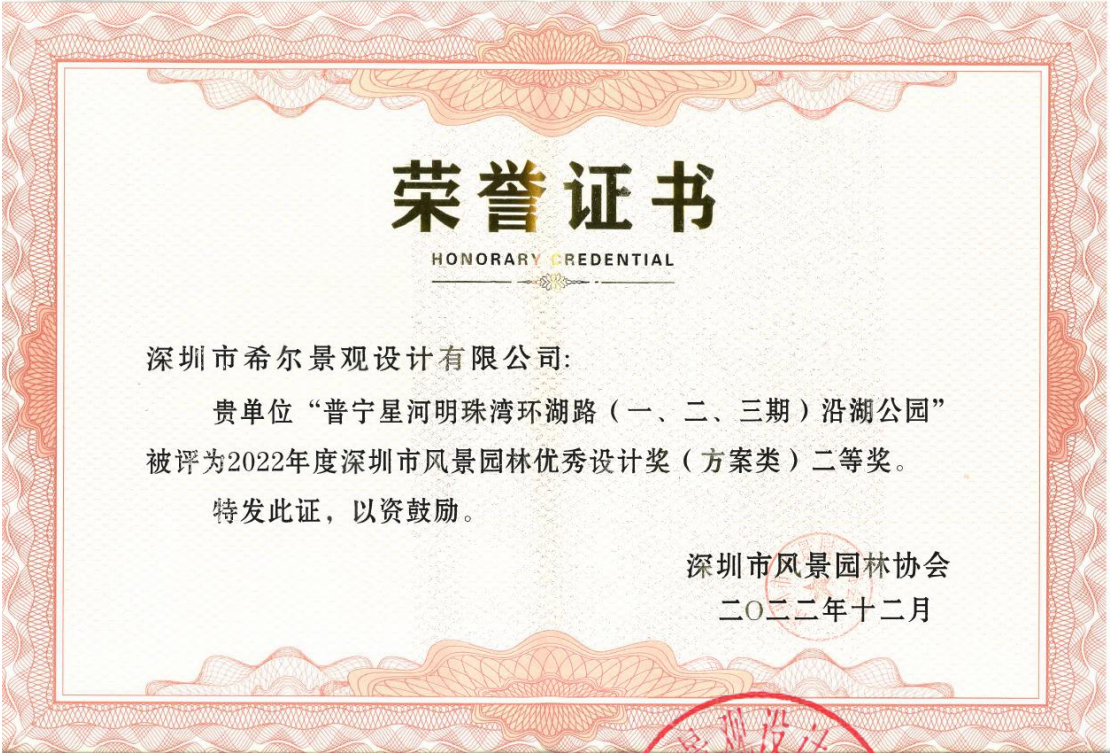 荣誉证书
HONORARY CREDENTIAL
深圳市希尔景观设计有限公司:
贵单位“普宁星河明珠湾环湖路（一、二、三期）沿湖公园”
被评为2022年度深圳市风景园林优秀设计奖（方案类）二等奖。
特发此证，以资鼓励。
深圳市风景园林协会
二〇二二年十二月
景观设计